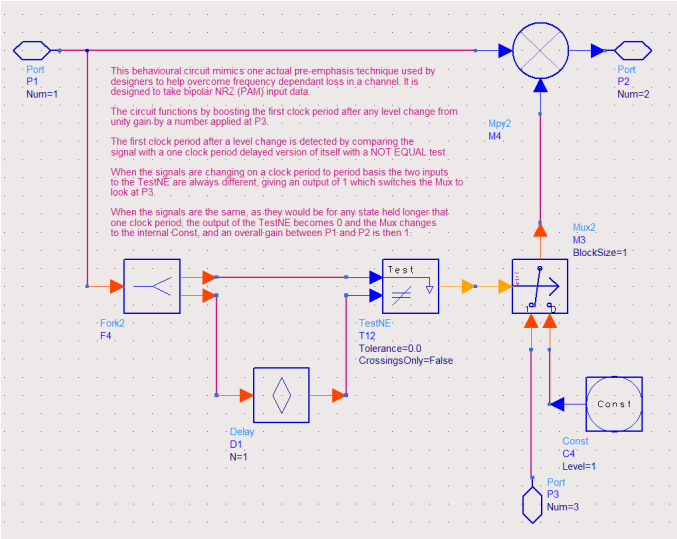 Port
P1
Num=1
This behavioural circuit mimics one actual pre-emphasis technique used by
designers to help overcome frequency dependant loss in a channel. It is
designed to take bipolar NRZ (PAM) input data.
The circuit functions by boosting the first clock period after any level change from
unity gain by a number applied at P3.
The first clock period after a level change is detected by comparing the
signal with a one clock period delayed version of itself with a NOT EQUAL test.
When the signals are changing on a clock period to period basis the two inputs
to the TestNE are always different, giving an output of 1 which switches the Mux to
look at P3.
When the signals are the same, as they would be for any state held longer that
one clock period, the output of the TestNE becomes 0 and the Mux changes
to the internal Const, and an overall gain between P1 and P2 is then 1.
Port
P2
Num=2
Mpy2
M4
Mux2
M3
BlockSize=1
Fork2
F4
Test
TestNE
T12
Tolerance=0.0
CrossingsOnly=False
1
0
Delay
D1
N=1
Const
Const
C4
Level=1
Port
P3
Num=3